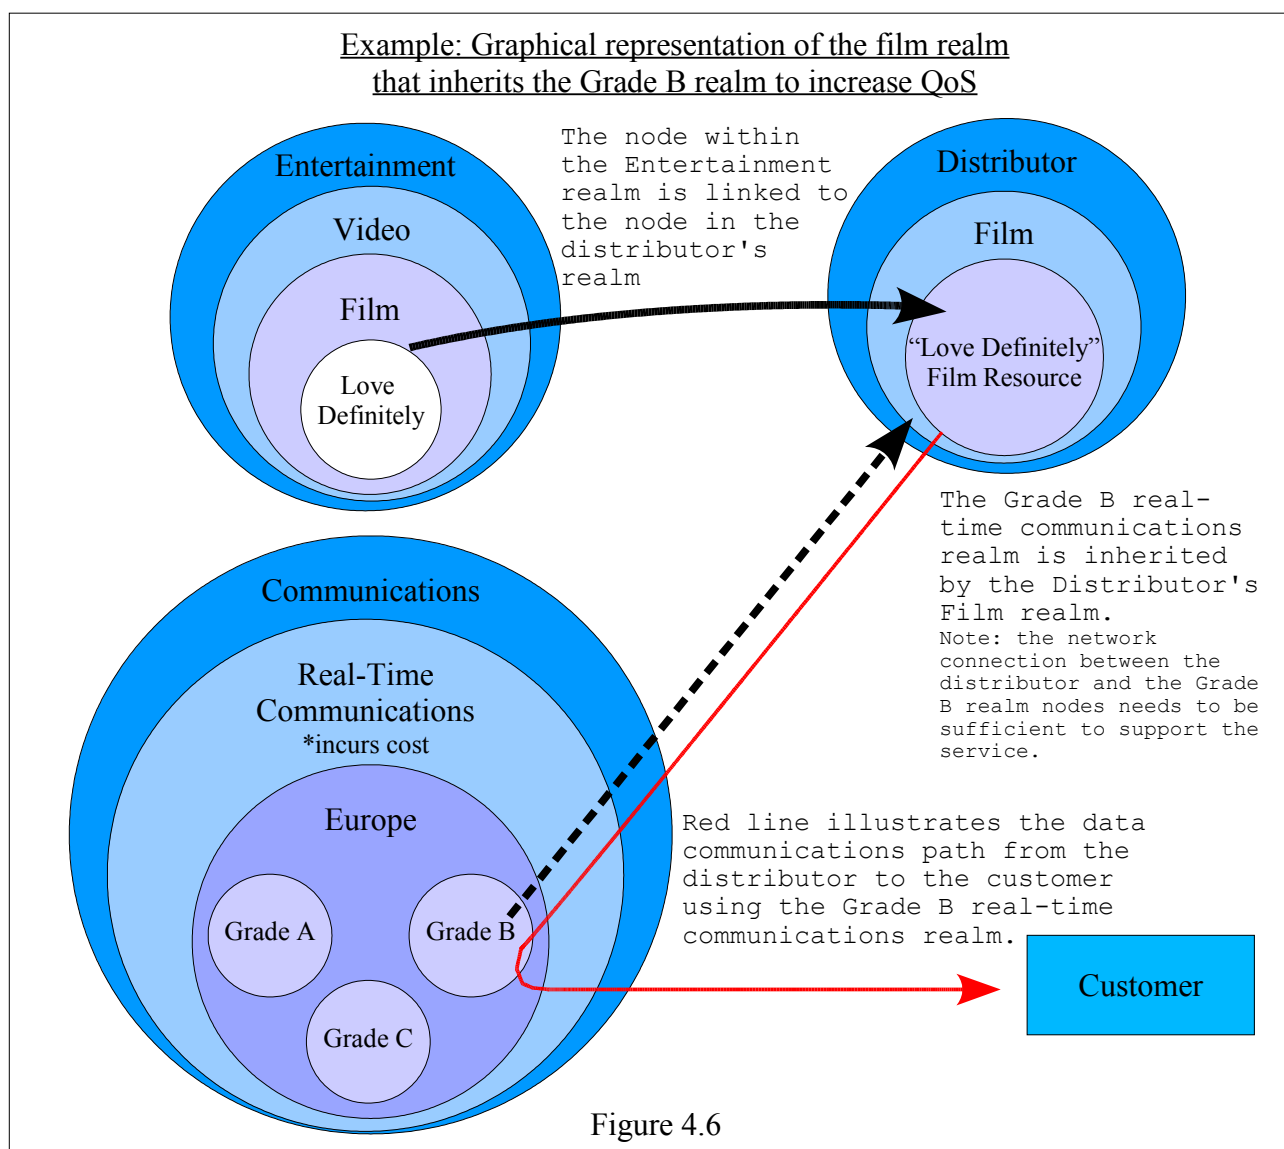 Example: Graphical representation of the film realm
that inherits the Grade B realm to increase QoS
Entertainment
Video
Film
Love
Definitely
The node within
the Entertainment
realm is linked to
the node in the
distributor's
realm
Distributor
Film
“Love Definitely”
Film Resource
The Grade B real-
time communications
realm is inherited
by the Distributor's
Film realm.
Note: the network
connection between the
distributor and the Grade
B realm nodes needs to be
sufficient to support the
service.
Communications
Real-Time
Communications
*incurs cost
Europe
Grade A
Grade B
Grade C
Red line illustrates the data
communications path from the
distributor to the customer
using the Grade B real-time
communications realm.
Customer
Figure 4.6